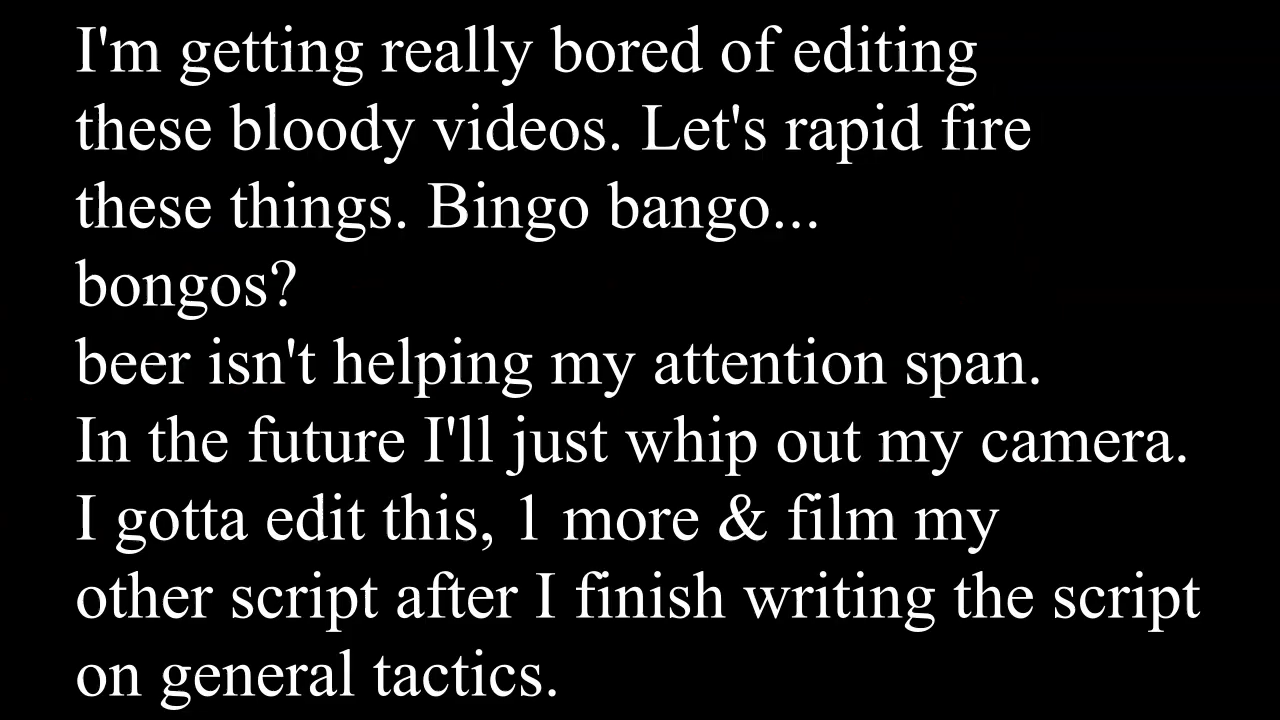 I'm getting really bored of editing
these bloody videos. Let's rapid fire
these things. Bingo bango...
bongos?
beer isn't helping my attention span.
In the future I'll just whip out my camera.
I gotta edit this, 1 more & film my
other script after I finish writing the script
on general tactics.